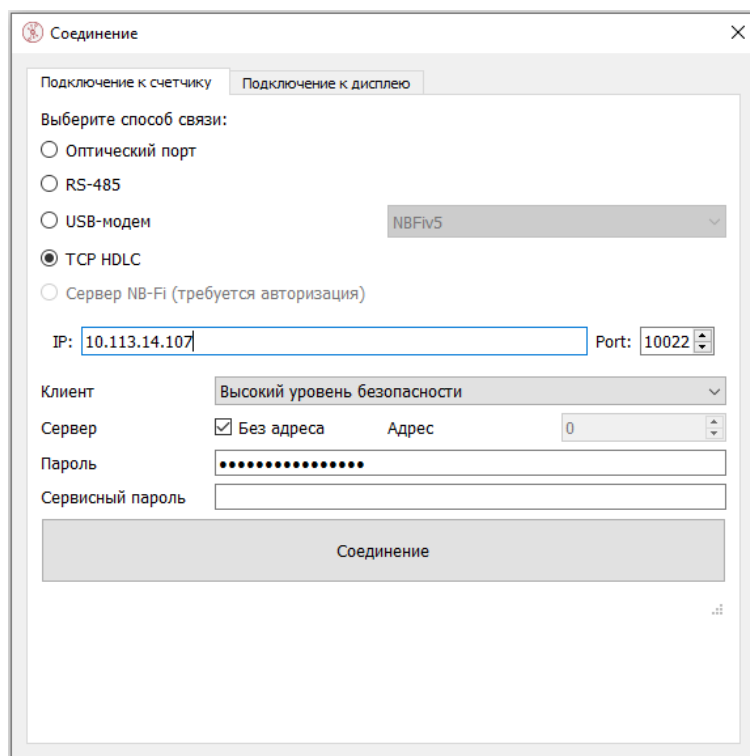 Соединение
Подключение к счетчику Подключение к дисплею
Выберите способ связи:
Оптический порт
RS-485
USB-модем NBFiv5
TCP HDLC
Сервер NB-Fi (требуется авторизация)
IP: 10.113.14.107 Port: 10022
Клиент Высокий уровень безопасности
Сервер Без адреса Адрес 0
Пароль ••••••••••••••••
Сервисный пароль
Соединение